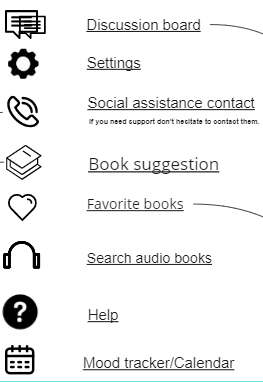 Discussion board
Settings
Social assistance contact
If you need support don't hesitate to contact them.
Book suggestion
Favorite books
Search audio books
Help
Mood tracker/Calendar